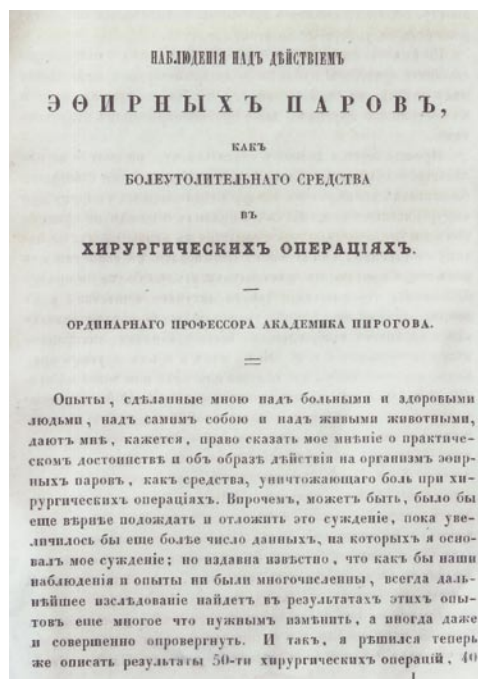 НАБЛЮДЕНІЯ НАДЪ ДѢЙСТВІЕМЪ
ЭѲИРНЫХЪ ПАРОВЪ,
КАКЪ
БОЛЕУТОЛИТЕЛЬНАГО СРЕДСТВА
ВЪ
ХИРУРГИЧЕСКИХЪ ОПЕРАЦІЯХЪ.
ОРДИНАРНАГО ПРОФЕССОРА АКАДЕМИКА ПИРОГОВА.
Опыты, сдѣланные мною надъ больными и здоровыми
людьми, надъ самимъ собою и надъ живыми животными,
даютъ мнѣ, кажется, право сказать мое мнѣніе о практиче-
скомъ достоинствѣ и объ образѣ дѣйствія на организмъ эѳир-
ныхъ паровъ, какъ средства, уничтожающаго боль при хи-
рургическихъ операціяхъ. Впрочемъ, можетъ быть, было бы
еще вѣрнѣе подождать и отложить это сужденіе, пока уве-
личилось бы еще болѣе число данныхъ, на которыхъ я осно-
валъ мое сужденіе; но издавна извѣстно, что какъ бы наши
наблюденія и опыты ни были многочисленны, всегда даль-
нѣйшее изслѣдованіе найдетъ въ результатахъ этихъ опы-
товъ еще многое что нужнымъ измѣнить, а иногда даже
и совершенно опровергнуть. И такъ, я рѣшился теперь
же описать результаты 50-ти хирургическихъ операцій, 40